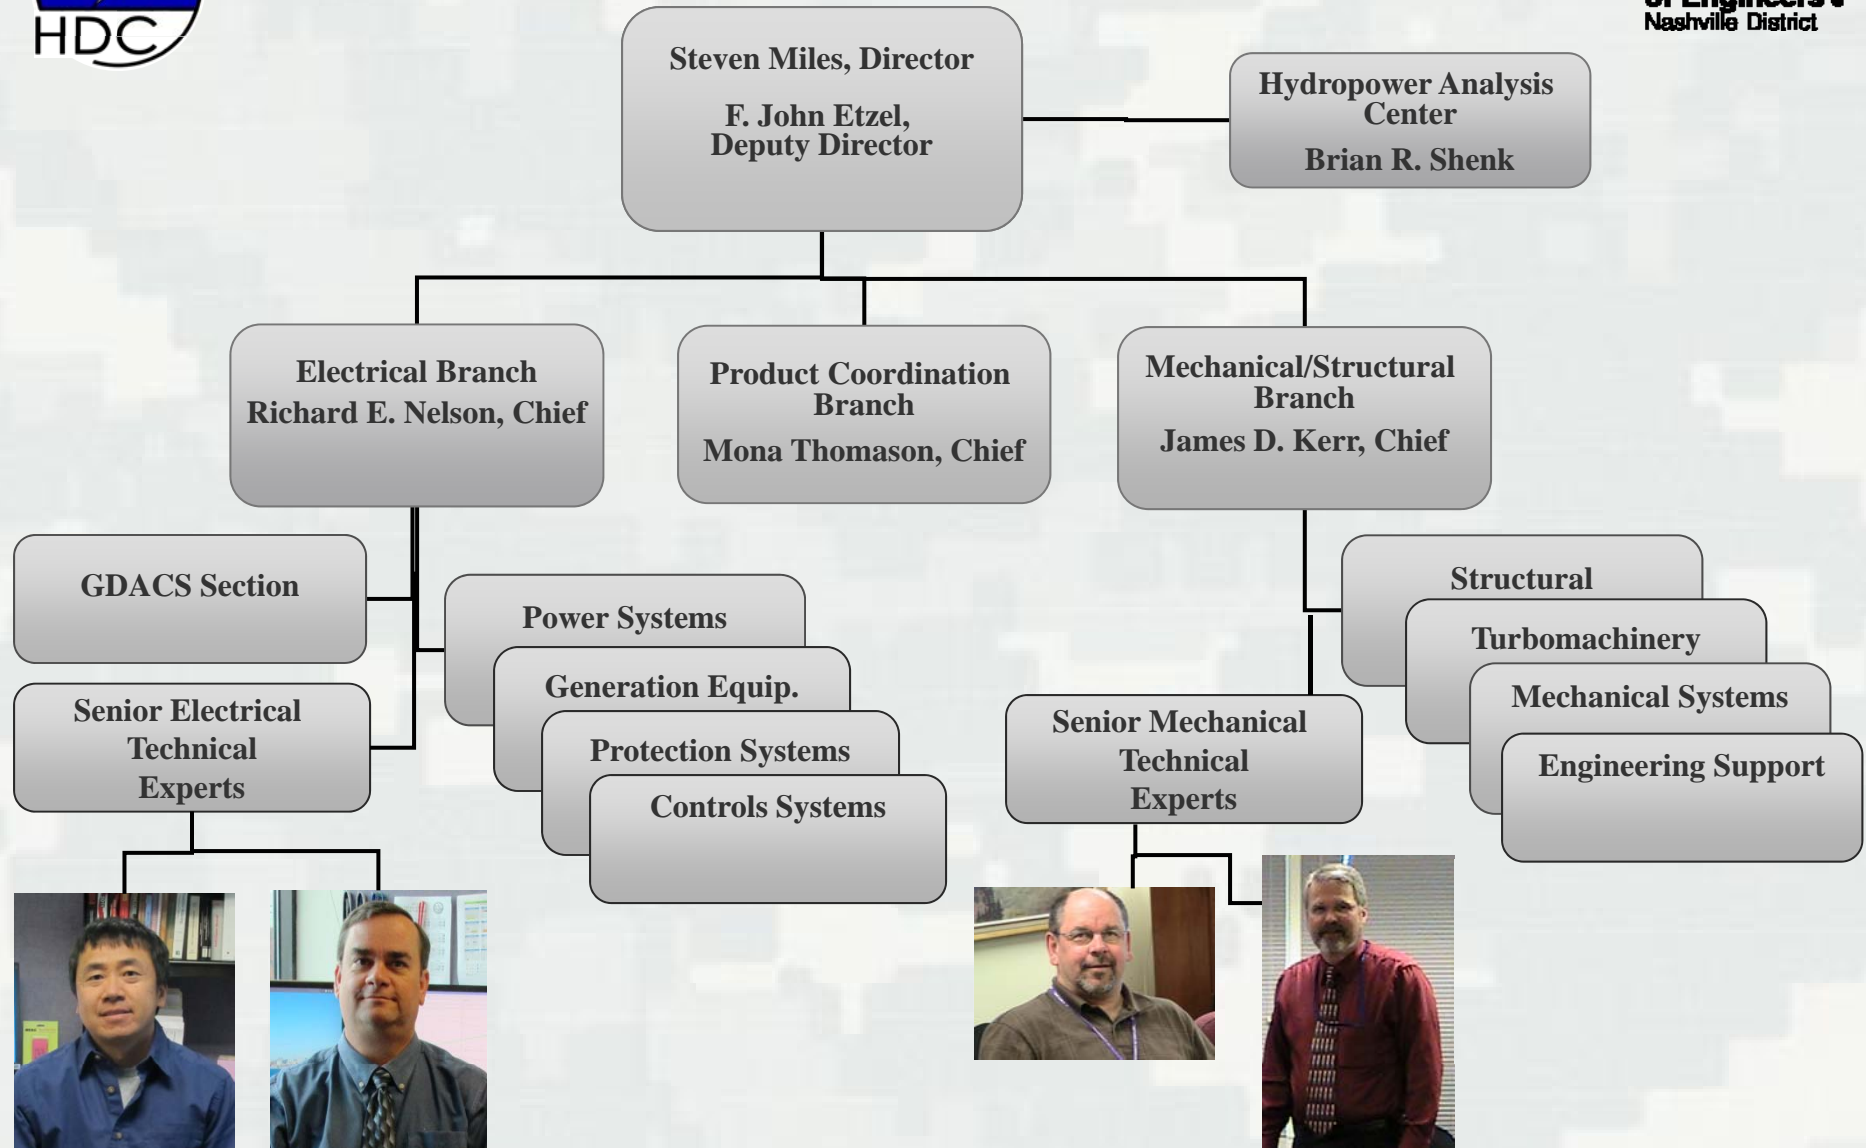 HDC
of Engineers
Nashville District
Steven Miles, Director
F. John Etzel,
Deputy Director
Hydropower Analysis
Center
Brian R. Shenk
Electrical Branch
Richard E. Nelson, Chief
Product Coordination
Branch
Mona Thomason, Chief
Mechanical/Structural
Branch
James D. Kerr, Chief
GDACS Section
Senior Electrical
Technical
Experts
Power Systems
Generation Equip.
Protection Systems
Controls Systems
Senior Mechanical
Technical
Experts
Structural
Turbomachinery
Mechanical Systems
Engineering Support